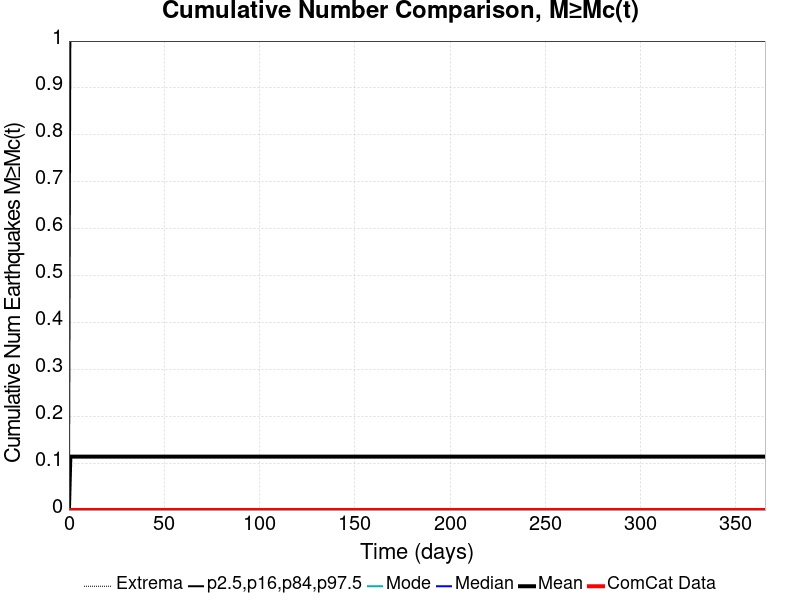 Cumulative Number Comparison, M≥Mc(t)
Cumulative Num Earthquakes M≥Mc(t)
1
0.9
0.8
0.7
0.6
0.5
0.4
0.3
0.2
0.1
0
0 50 100 150 200 250 300 350
Time (days)
Extrema p2.5,p16,p84,p97.5 Mode Median Mean ComCat Data